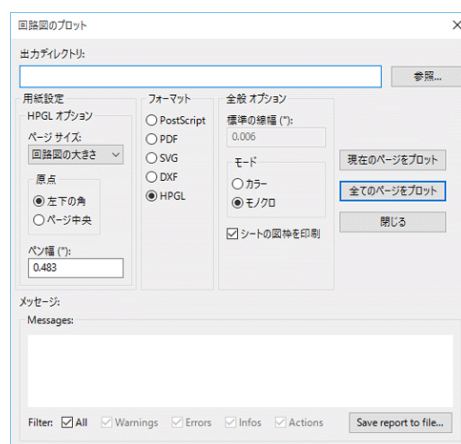 回路図のプロット
出力ディレクトリ:
参照...
用紙設定
HPGL オプション
ページ サイズ:
回路図の大きさ
原点
左下の角
ページ中央
ペン幅 ("):
0.483
フォーマット
PostScript
PDF
SVG
DXF
HPGL
全般 オプション
標準の線幅 ("):
0.006
モード
カラー
モノクロ
シートの図枠を印刷
現在のページをプロット
全てのページをプロット
閉じる
メッセージ:
Messages:
Filter: All Warnings Errors Infos Actions Save report to file...